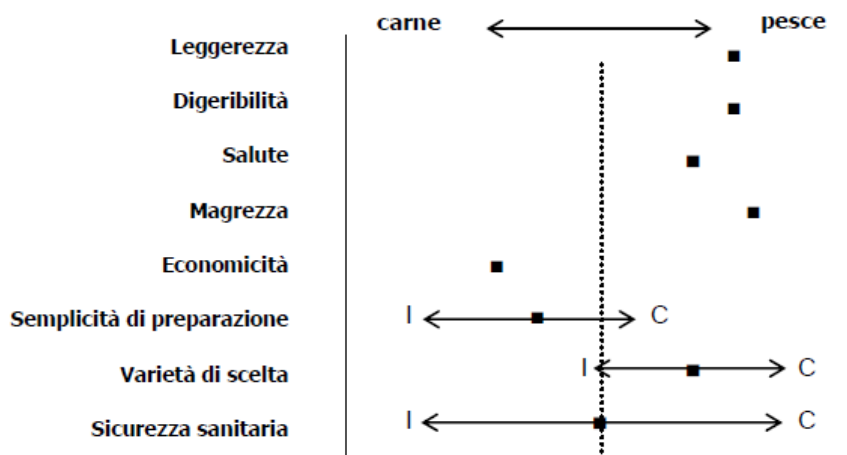 carne pesce
Leggerezza
Digeribilità
Salute
Magrezza
Economicità
Semplicità di preparazione I C
Varietà di scelta I C
Sicurezza sanitaria I C